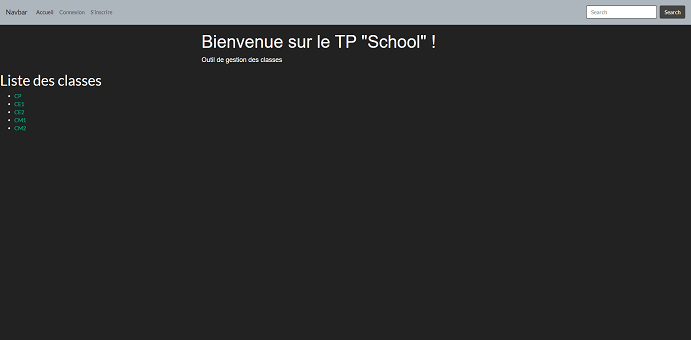 Navbar Accueil Connexion S'inscrire Search Search
Bienvenue sur le TP "School" !
Outil de gestion des classes
Liste des classes
CP
CE1
CE2
CM1
CM2